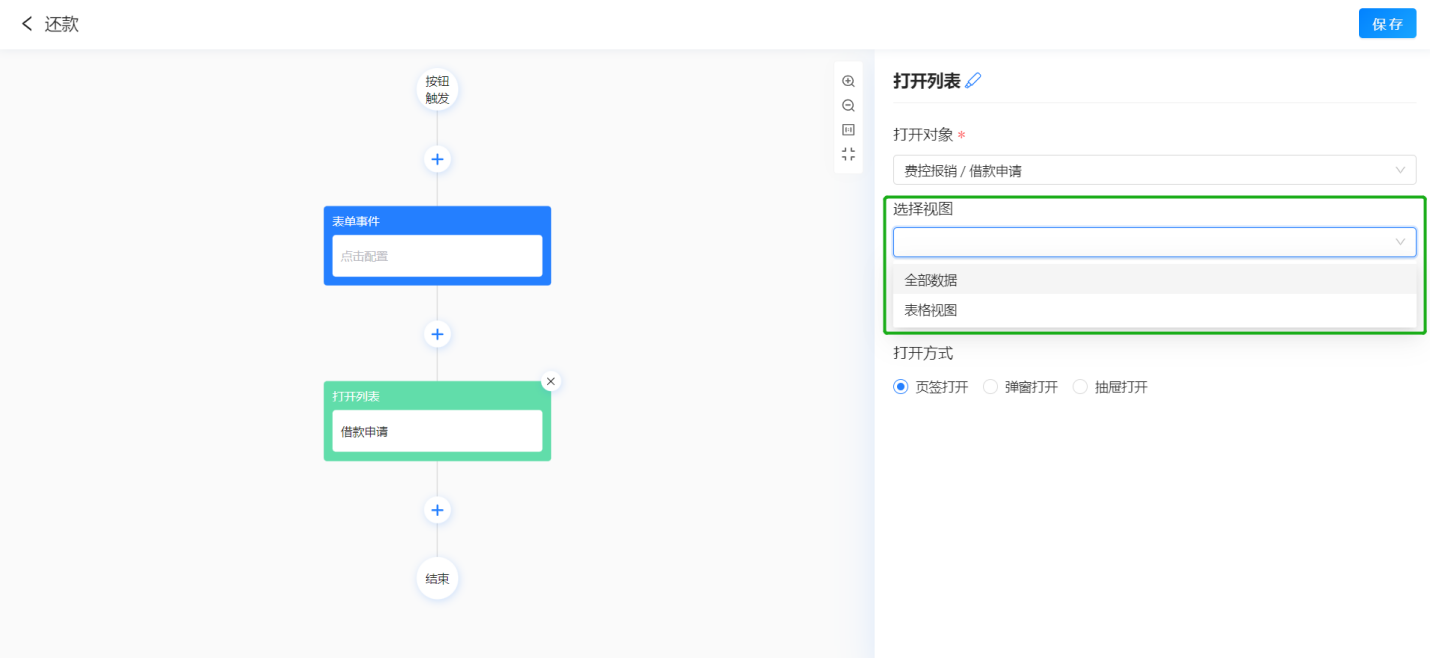 还款
保存
按钮
触发
表单事件
点击配置
打开列表
借款申请
结束
打开列表
打开对象 *
费控报销 / 借款申请
选择视图
全部数据
表格视图
打开方式
页签打开 弹窗打开 抽屉打开